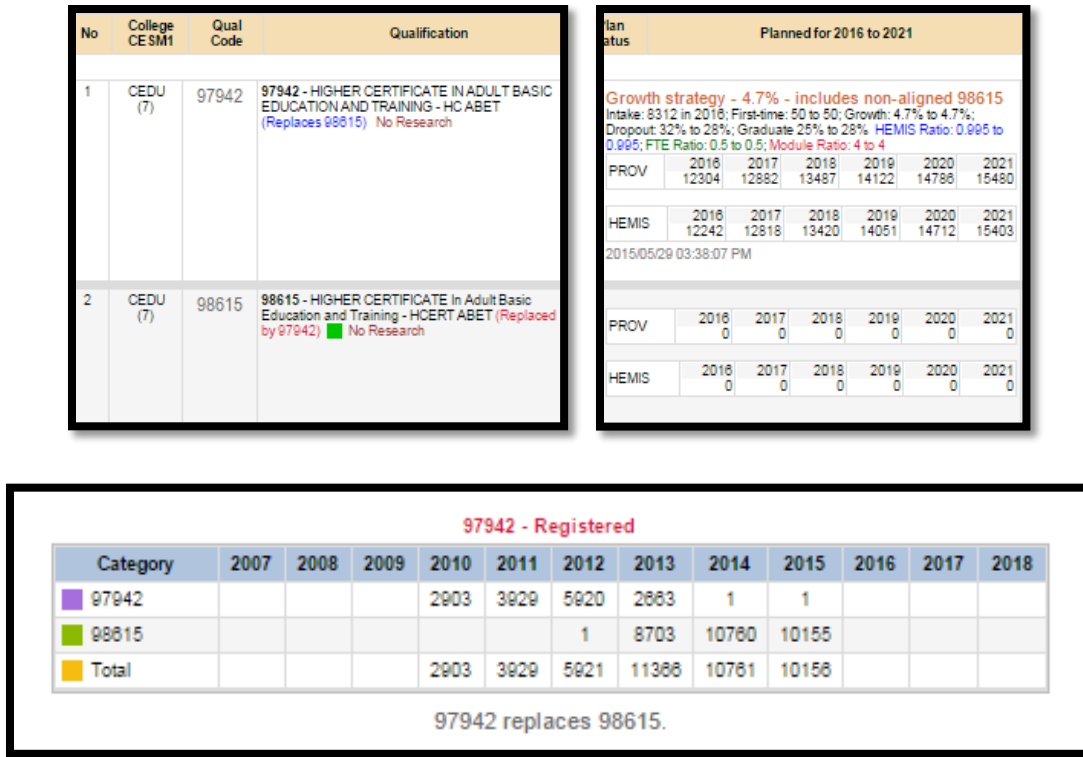 No College CESM1 Qual Code Qualification
1 CEDU (7) 97942 97942 - HIGHER CERTIFICATE IN ADULT BASIC
EDUCATION AND TRAINING - HC ABET
(Replaces 98615) No Research
2 CEDU (7) 98615 98615 - HIGHER CERTIFICATE In Adult Basic
Education and Training - HCERT ABET (Replaced
by 97942) No Research
Planned for 2016 to 2021
Growth strategy - 4.7% - includes non-aligned 98615
Intake: 8312 in 2016; First-time: 50 to 50; Growth: 4.7% to 4.7%;
Dropout: 32% to 28%; Graduate 25% to 28% HEMIS Ratio: 0.995 to
0.995; FTE Ratio: 0.5 to 0.5; Module Ratio: 4 to 4
PROV 2016 2017 2018 2019 2020 2021
12304 12882 13487 14122 14786 15480
HEMIS 2016 2017 2018 2019 2020 2021
12242 12818 13420 14051 14712 15403
2015/05/29 03:38:07 PM
PROV 2016 2017 2018 2019 2020 2021
0 0 0 0 0 0
HEMIS 2016 2017 2018 2019 2020 2021
0 0 0 0 0 0
97942 - Registered
Category 2007 2008 2009 2010 2011 2012 2013 2014 2015 2016 2017 2018
97942 2903 3929 5920 2663 1 1
98615 1 8703 10760 10155
Total 2903 3929 5921 11366 10761 10156
97942 replaces 98615.